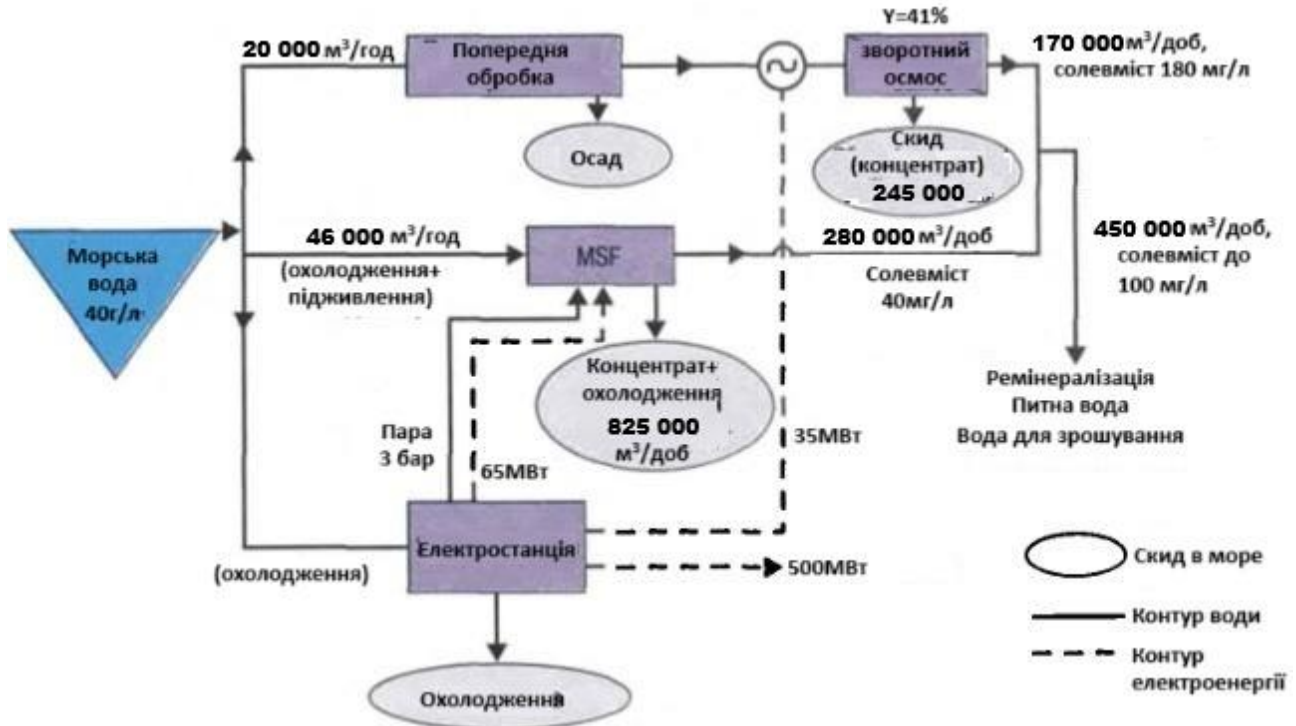 Y=41%
20 000 м³/год
Попередня
обробка
зворотний
осмос
170 000 м³/доб,
солевміст 180 мг/л
Осад
Скид
(концентрат)
245 000
Морська
вода
40г/л
46 000 м³/год
(охолодження+
підживлення)
MSF
280 000 м³/доб
Солевміст
40мг/л
450 000 м³/доб,
солевміст до
100 мг/л
Концентрат+
охолодження
825 000
м³/доб
Ремінералізація
Питна вода
Вода для зрошування
Пара
3 бар
65МВт
35МВт
Електростанція
(охолодження)
500МВт
Охолодження
Скид в море
Контур води
Контур
електроенергії